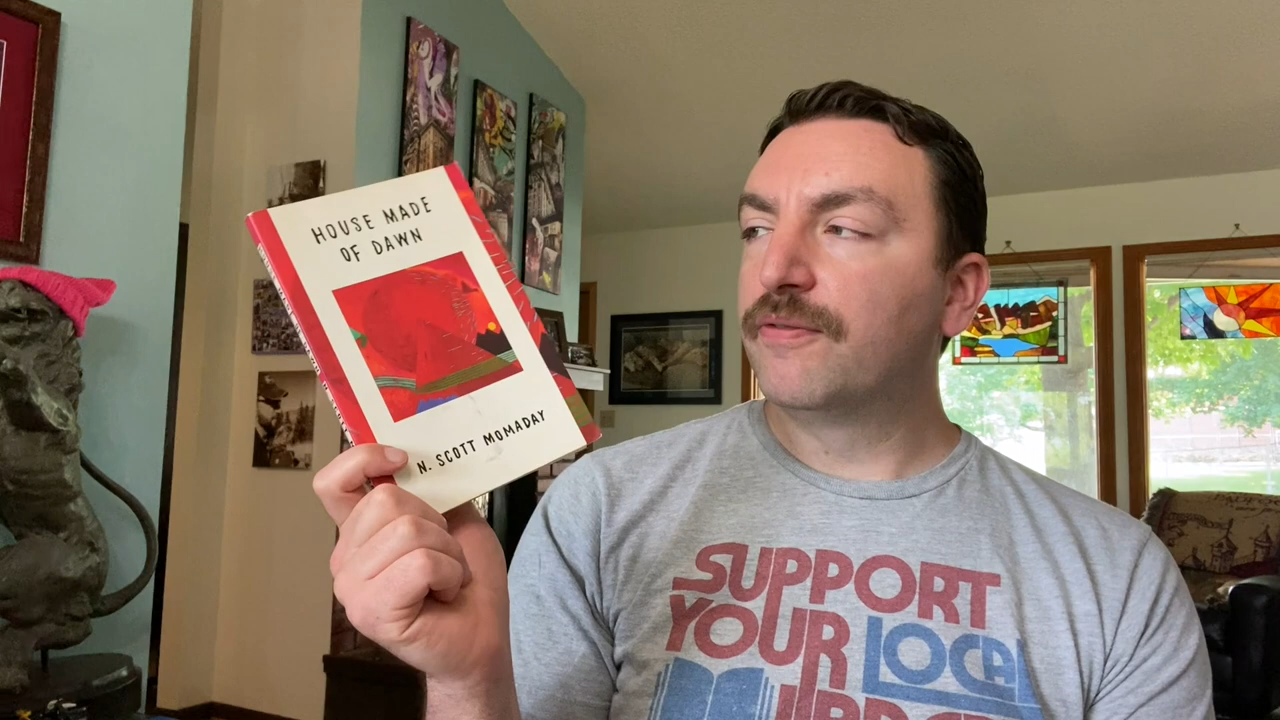 HOUSE MADE
OF DAWN
N. SCOTT MOMADAY
SUPPORT
YOUR LOCAL